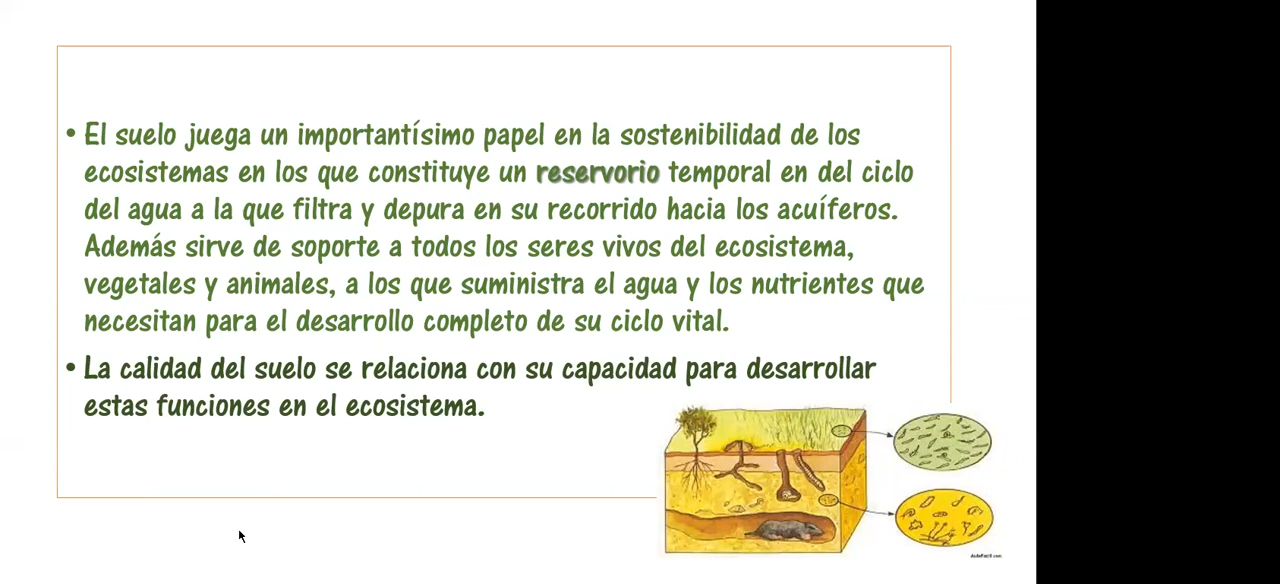 • El suelo juega un importantísimo papel en la sostenibilidad de los
ecosistemas en los que constituye un reservorio temporal en del ciclo
del agua a la que filtra y depura en su recorrido hacia los acuíferos.
Además sirve de soporte a todos los seres vivos del ecosistema,
vegetales y animales, a los que suministra el agua y los nutrientes que
necesitan para el desarrollo completo de su ciclo vital.
• La calidad del suelo se relaciona con su capacidad para desarrollar
estas funciones en el ecosistema.